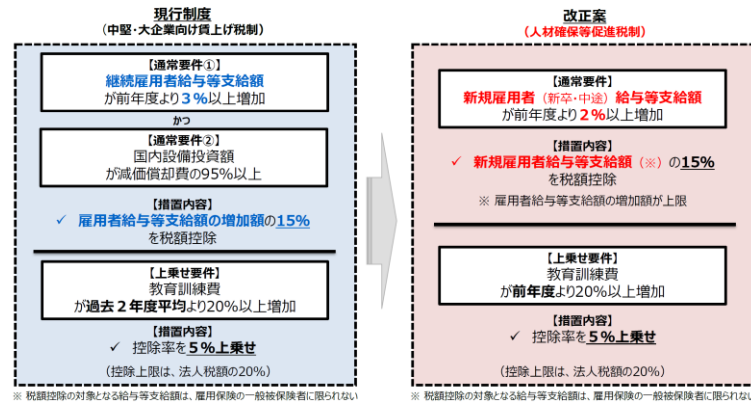 現行制度
(中堅・大企業向け賃上げ税制)
【通常要件①】
継続雇用者給与等支給額
が前年度より３％以上増加
かつ
【通常要件②】
国内設備投資額
が減価償却費の95％以上
【措置内容】
✓ 雇用者給与等支給額の増加額の15%
を税額控除
【上乗せ要件】
教育訓練費
が過去２年度平均より20％以上増加
【措置内容】
✓ 控除率を５％上乗せ
(控除上限は、法人税額の20％)
※ 税額控除の対象となる給与等支給額は、雇用保険の一般被保険者に限られない
改正案
(人材確保等促進税制)
【通常要件】
新規雇用者（新卒・中途）給与等支給額
が前年度より２％以上増加
【措置内容】
✓ 新規雇用者給与等支給額（※）の15%
を税額控除
※ 雇用者給与等支給額の増加額が上限
【上乗せ要件】
教育訓練費
が前年度より20％以上増加
【措置内容】
✓ 控除率を５％上乗せ
(控除上限は、法人税額の20％)
※ 税額控除の対象となる給与等支給額は、雇用保険の一般被保険者に限られない